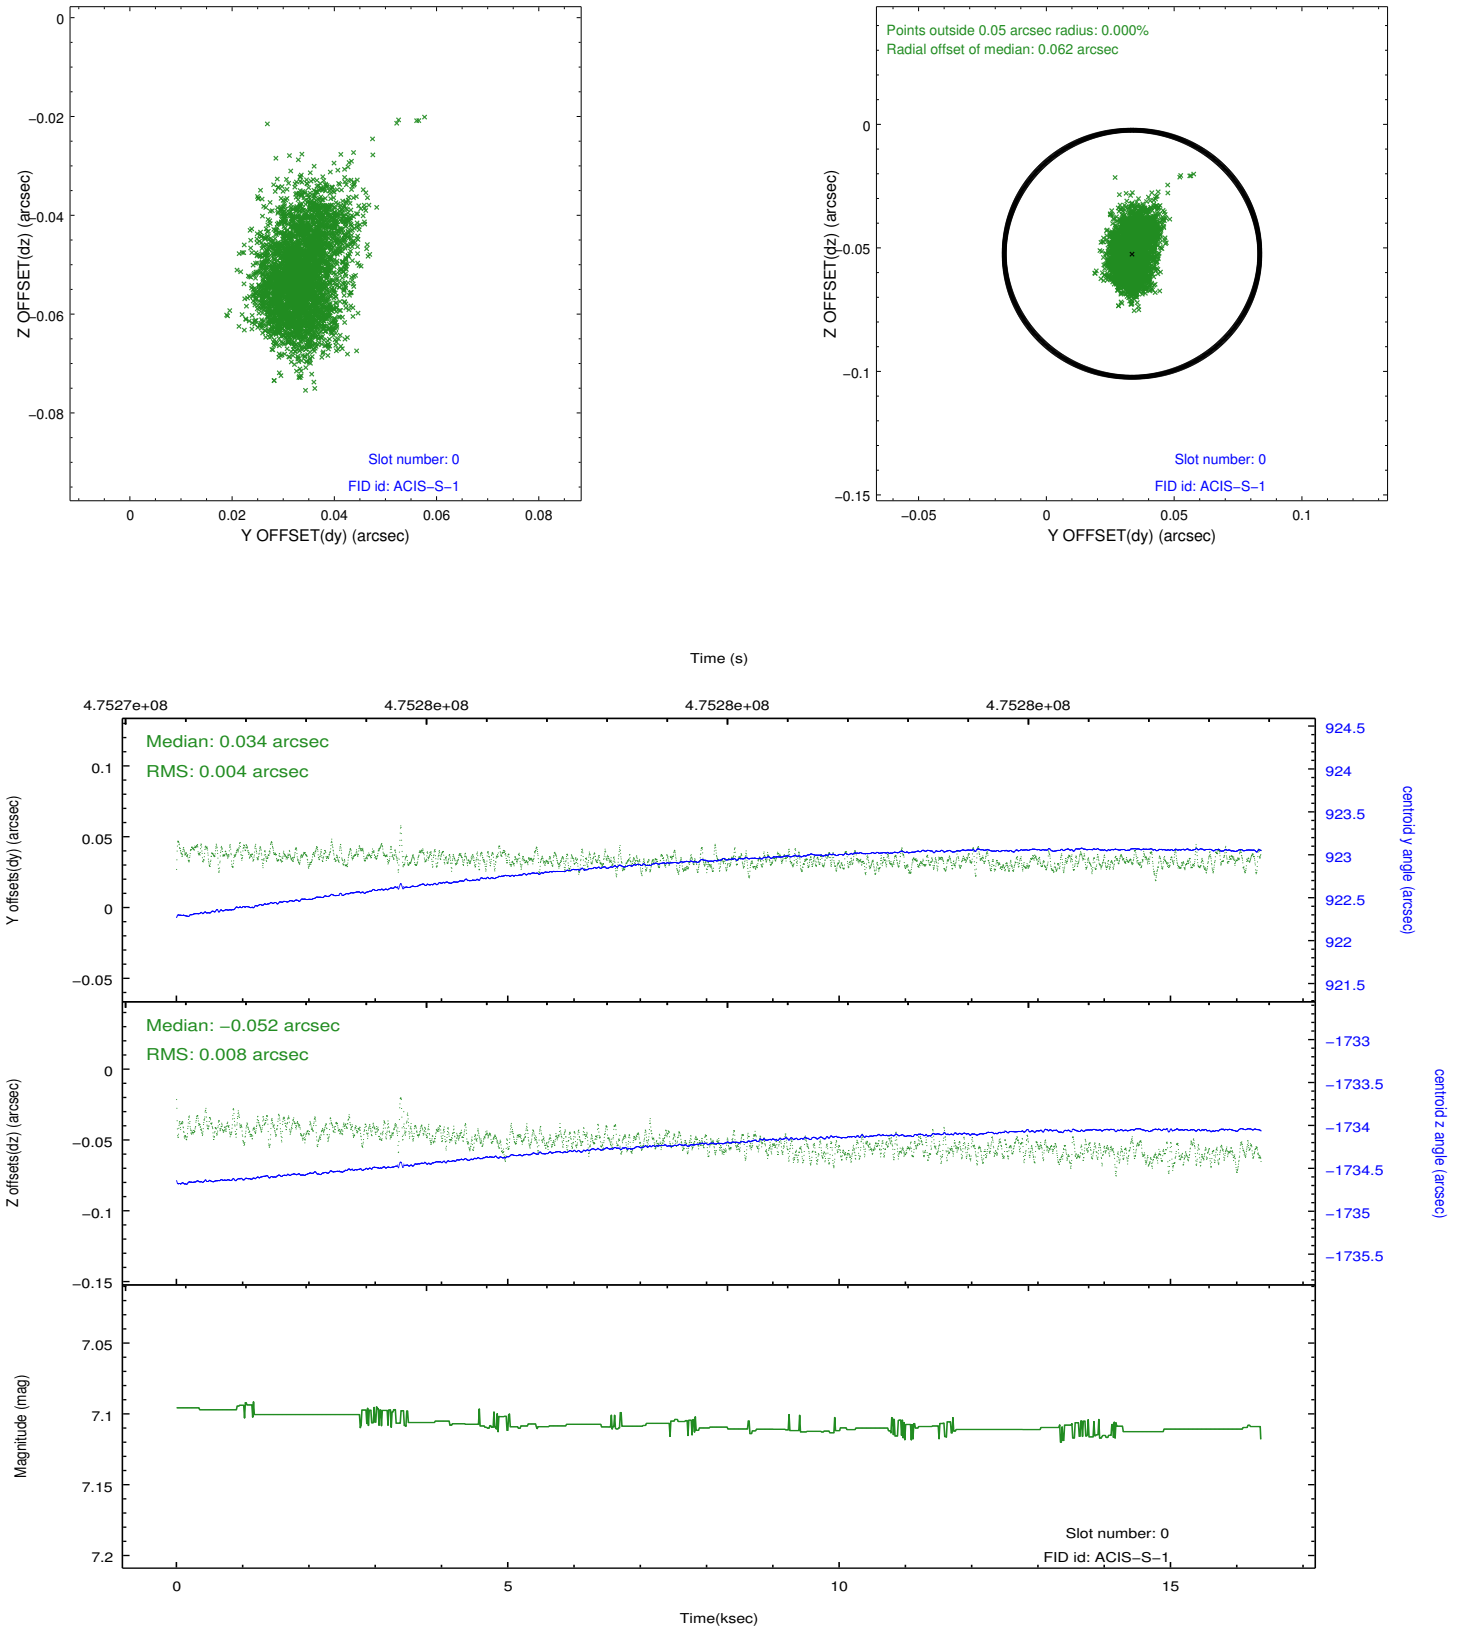 0
−0.02
−0.04
−0.06
−0.08
Z OFFSET(dz) (arcsec)
Slot number: 0
FID id: ACIS−S−1
0
0.02
0.04
0.06
0.08
Y OFFSET(dy) (arcsec)
Points outside 0.05 arcsec radius: 0.000%
Radial offset of median: 0.062 arcsec
0
−0.05
−0.1
−0.15
Z OFFSET(dz) (arcsec)
Slot number: 0
FID id: ACIS−S−1
−0.05
0
0.05
0.1
Y OFFSET(dy) (arcsec)
Time (s)
4.7527e+08
4.7528e+08
4.7528e+08
4.7528e+08
Median: 0.034 arcsec
RMS: 0.004 arcsec
0.1
0.05
0
−0.05
Y offsets(dy) (arcsec)
924.5
924
923.5
923
922.5
922
921.5
centroid y angle (arcsec)
Median: −0.052 arcsec
RMS: 0.008 arcsec
0
−0.05
−0.1
−0.15
Z offsets(dz) (arcsec)
−1733
−1733.5
−1734
−1734.5
−1735
−1735.5
centroid z angle (arcsec)
7.05
7.1
7.15
7.2
Magnitude (mag)
Slot number: 0
FID id: ACIS−S−1
0
5
10
15
Time(ksec)